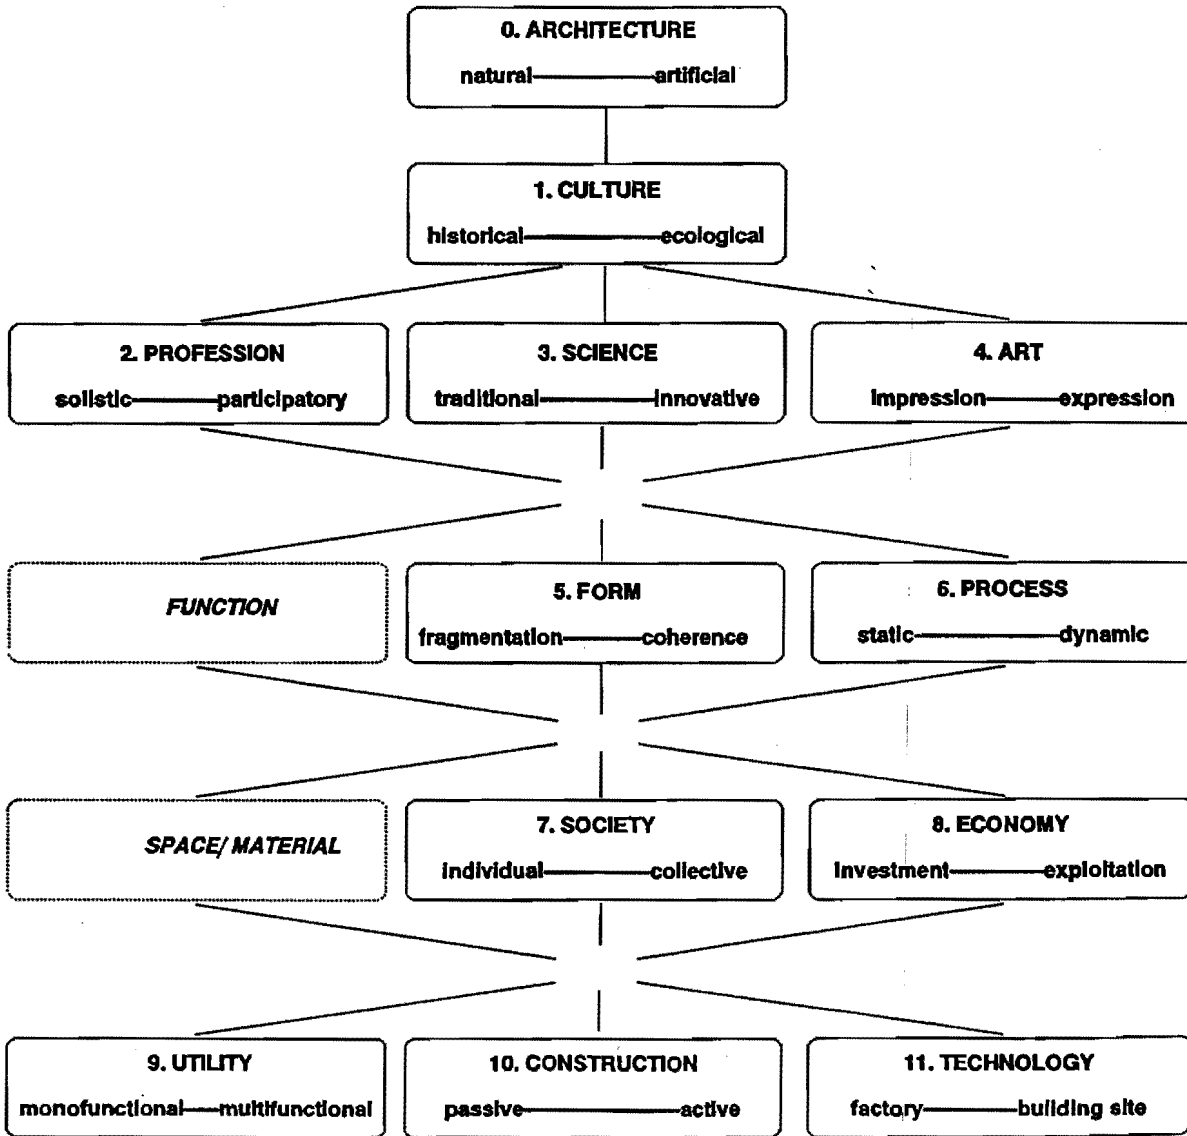 0. ARCHITECTURE
natural artificial
1. CULTURE
historical ecological
2. PROFESSION
solistic participatory
3. SCIENCE
traditional innovative
4. ART
impression expression
FUNCTION
5. FORM
fragmentation coherence
6. PROCESS
static dynamic
SPACE/ MATERIAL
7. SOCIETY
individual collective
8. ECONOMY
investment exploitation
9. UTILITY
monofunctional multifunctional
10. CONSTRUCTION
passive active
11. TECHNOLOGY
factory building site